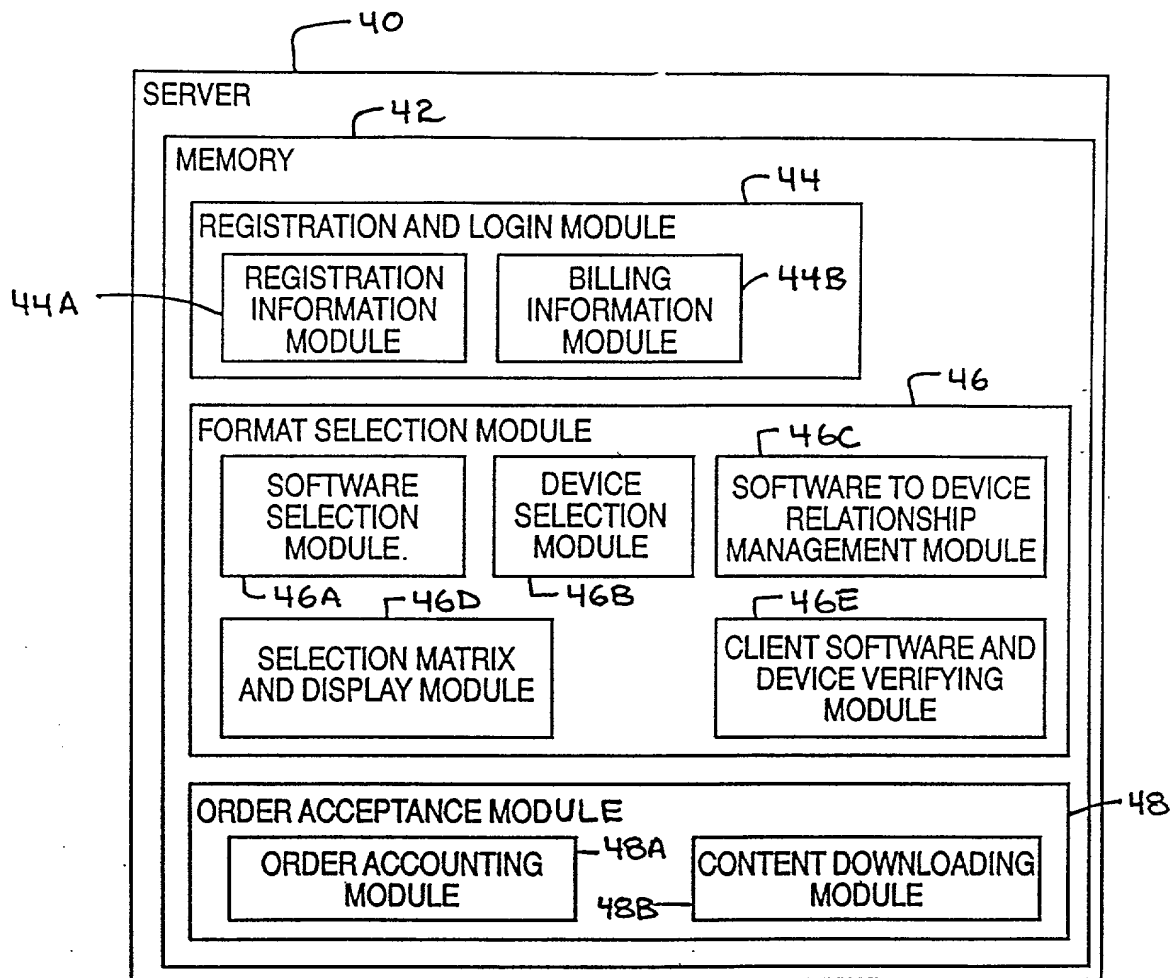 40
SERVER
42
MEMORY
44
REGISTRATION AND LOGIN MODULE
REGISTRATION
INFORMATION
MODULE
44A
BILLING
INFORMATION
MODULE
44B
46
FORMAT SELECTION MODULE
SOFTWARE
SELECTION
MODULE.
46A
DEVICE
SELECTION
MODULE
46B
46C
SOFTWARE TO DEVICE
RELATIONSHIP
MANAGEMENT MODULE
46D
SELECTION MATRIX
AND DISPLAY MODULE
46E
CLIENT SOFTWARE AND
DEVICE VERIFYING
MODULE
ORDER ACCEPTANCE MODULE
48
ORDER ACCOUNTING
MODULE
48A
48B
CONTENT DOWNLOADING
MODULE